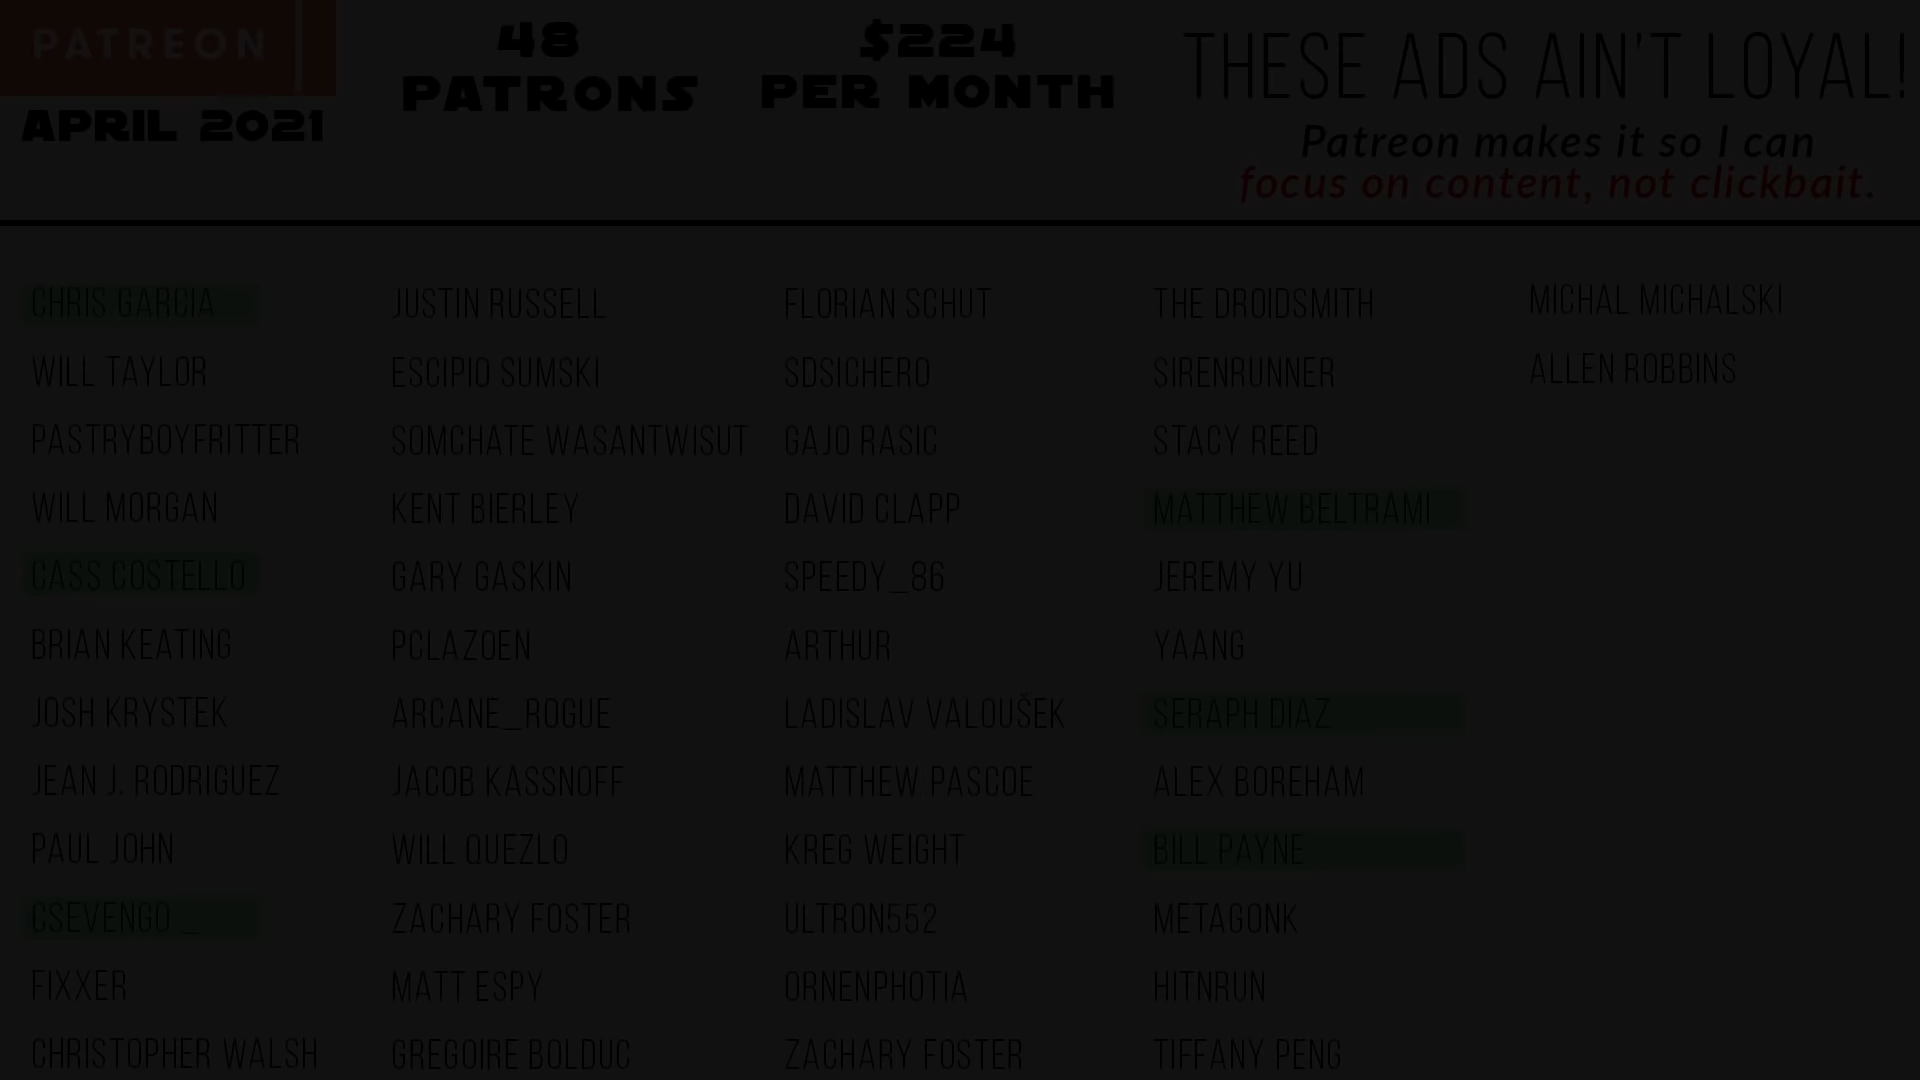 PATREON
APRIL 2021
48
PATRONS
$224
PER MONTH
THESE ADS AIN'T LOYAL!
Patreon makes it so I can
focus on content, not clickbait.
CHRIS GARCIA
WILL TAYLOR
PASTRYBOYFRITTER
WILL MORGAN
CASS COSTELLO
BRIAN KEATING
JOSH KRYSTEK
JEAN J. RODRIGUEZ
PAUL JOHN
CSEVENGO _
FIXXER
CHRISTOPHER WALSH
JUSTIN RUSSELL
ESCIPIO SUMSKI
SOMCHATE WASANTWISUT
KENT BIERLEY
GARY GASKIN
PCLAZOEN
ARCANE_ROGUE
JACOB KASSNOFF
WILL QUEZLO
ZACHARY FOSTER
MATT ESPY
GREGOIRE BOLDUC
FLORIAN SCHUT
SDSICHERO
GAJO RASIC
DAVID CLAPP
SPEEDY_86
ARTHUR
LADISLAV VALOUŠEK
MATTHEW PASCOE
KREG WEIGHT
ULTRON552
ORNENPHOTIA
ZACHARY FOSTER
THE DROIDSMITH
SIRENRUNNER
STACY REED
MATTHEW BELTRAMI
JEREMY YU
YAANG
SERAPH DIAZ
ALEX BOREHAM
BILL PAYNE
METAGONK
HITNRUN
TIFFANY PENG
MICHAL MICHALSKI
ALLEN ROBBINS